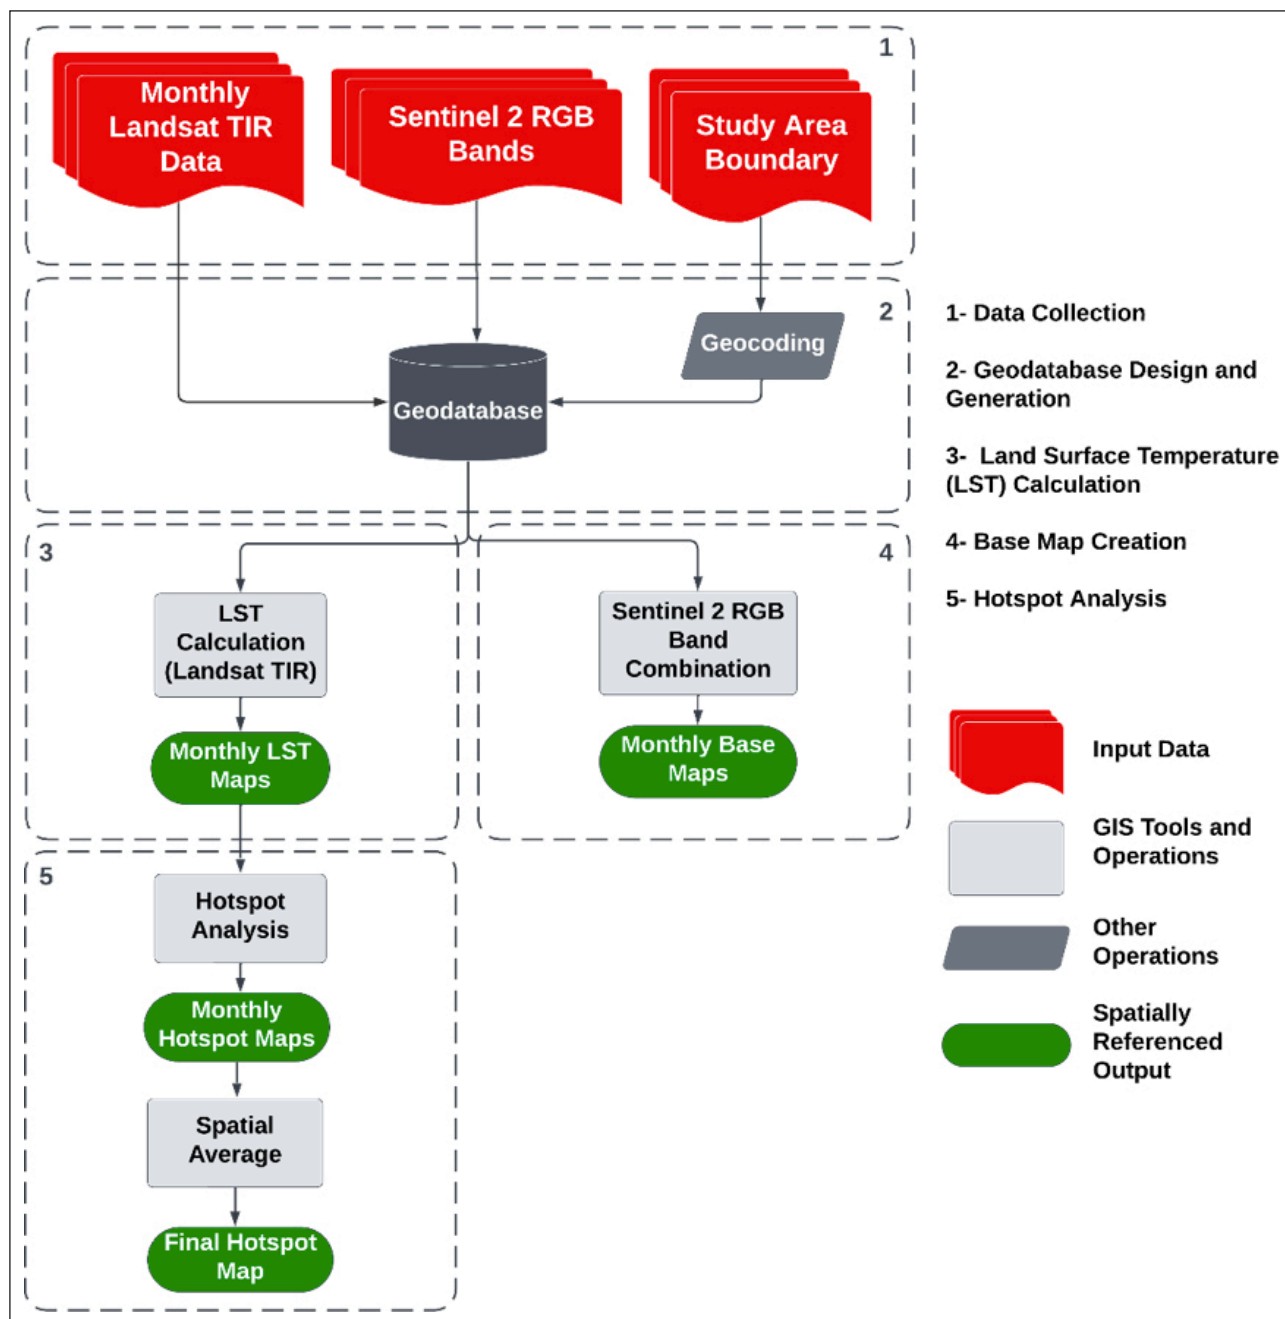 1
Monthly
Landsat TIR
Data
Sentinel 2 RGB
Bands
Study Area
Boundary
2
Geocoding
Geodatabase
1- Data Collection
2- Geodatabase Design and
Generation
3- Land Surface Temperature
(LST) Calculation
4- Base Map Creation
5- Hotspot Analysis
3
LST
Calculation
(Landsat TIR)
Monthly LST
Maps
4
Sentinel 2 RGB
Band
Combination
Monthly Base
Maps
5
Hotspot
Analysis
Monthly
Hotspot Maps
Spatial
Average
Final Hotspot
Map
Input Data
GIS Tools and
Operations
Other
Operations
Spatially
Referenced
Output